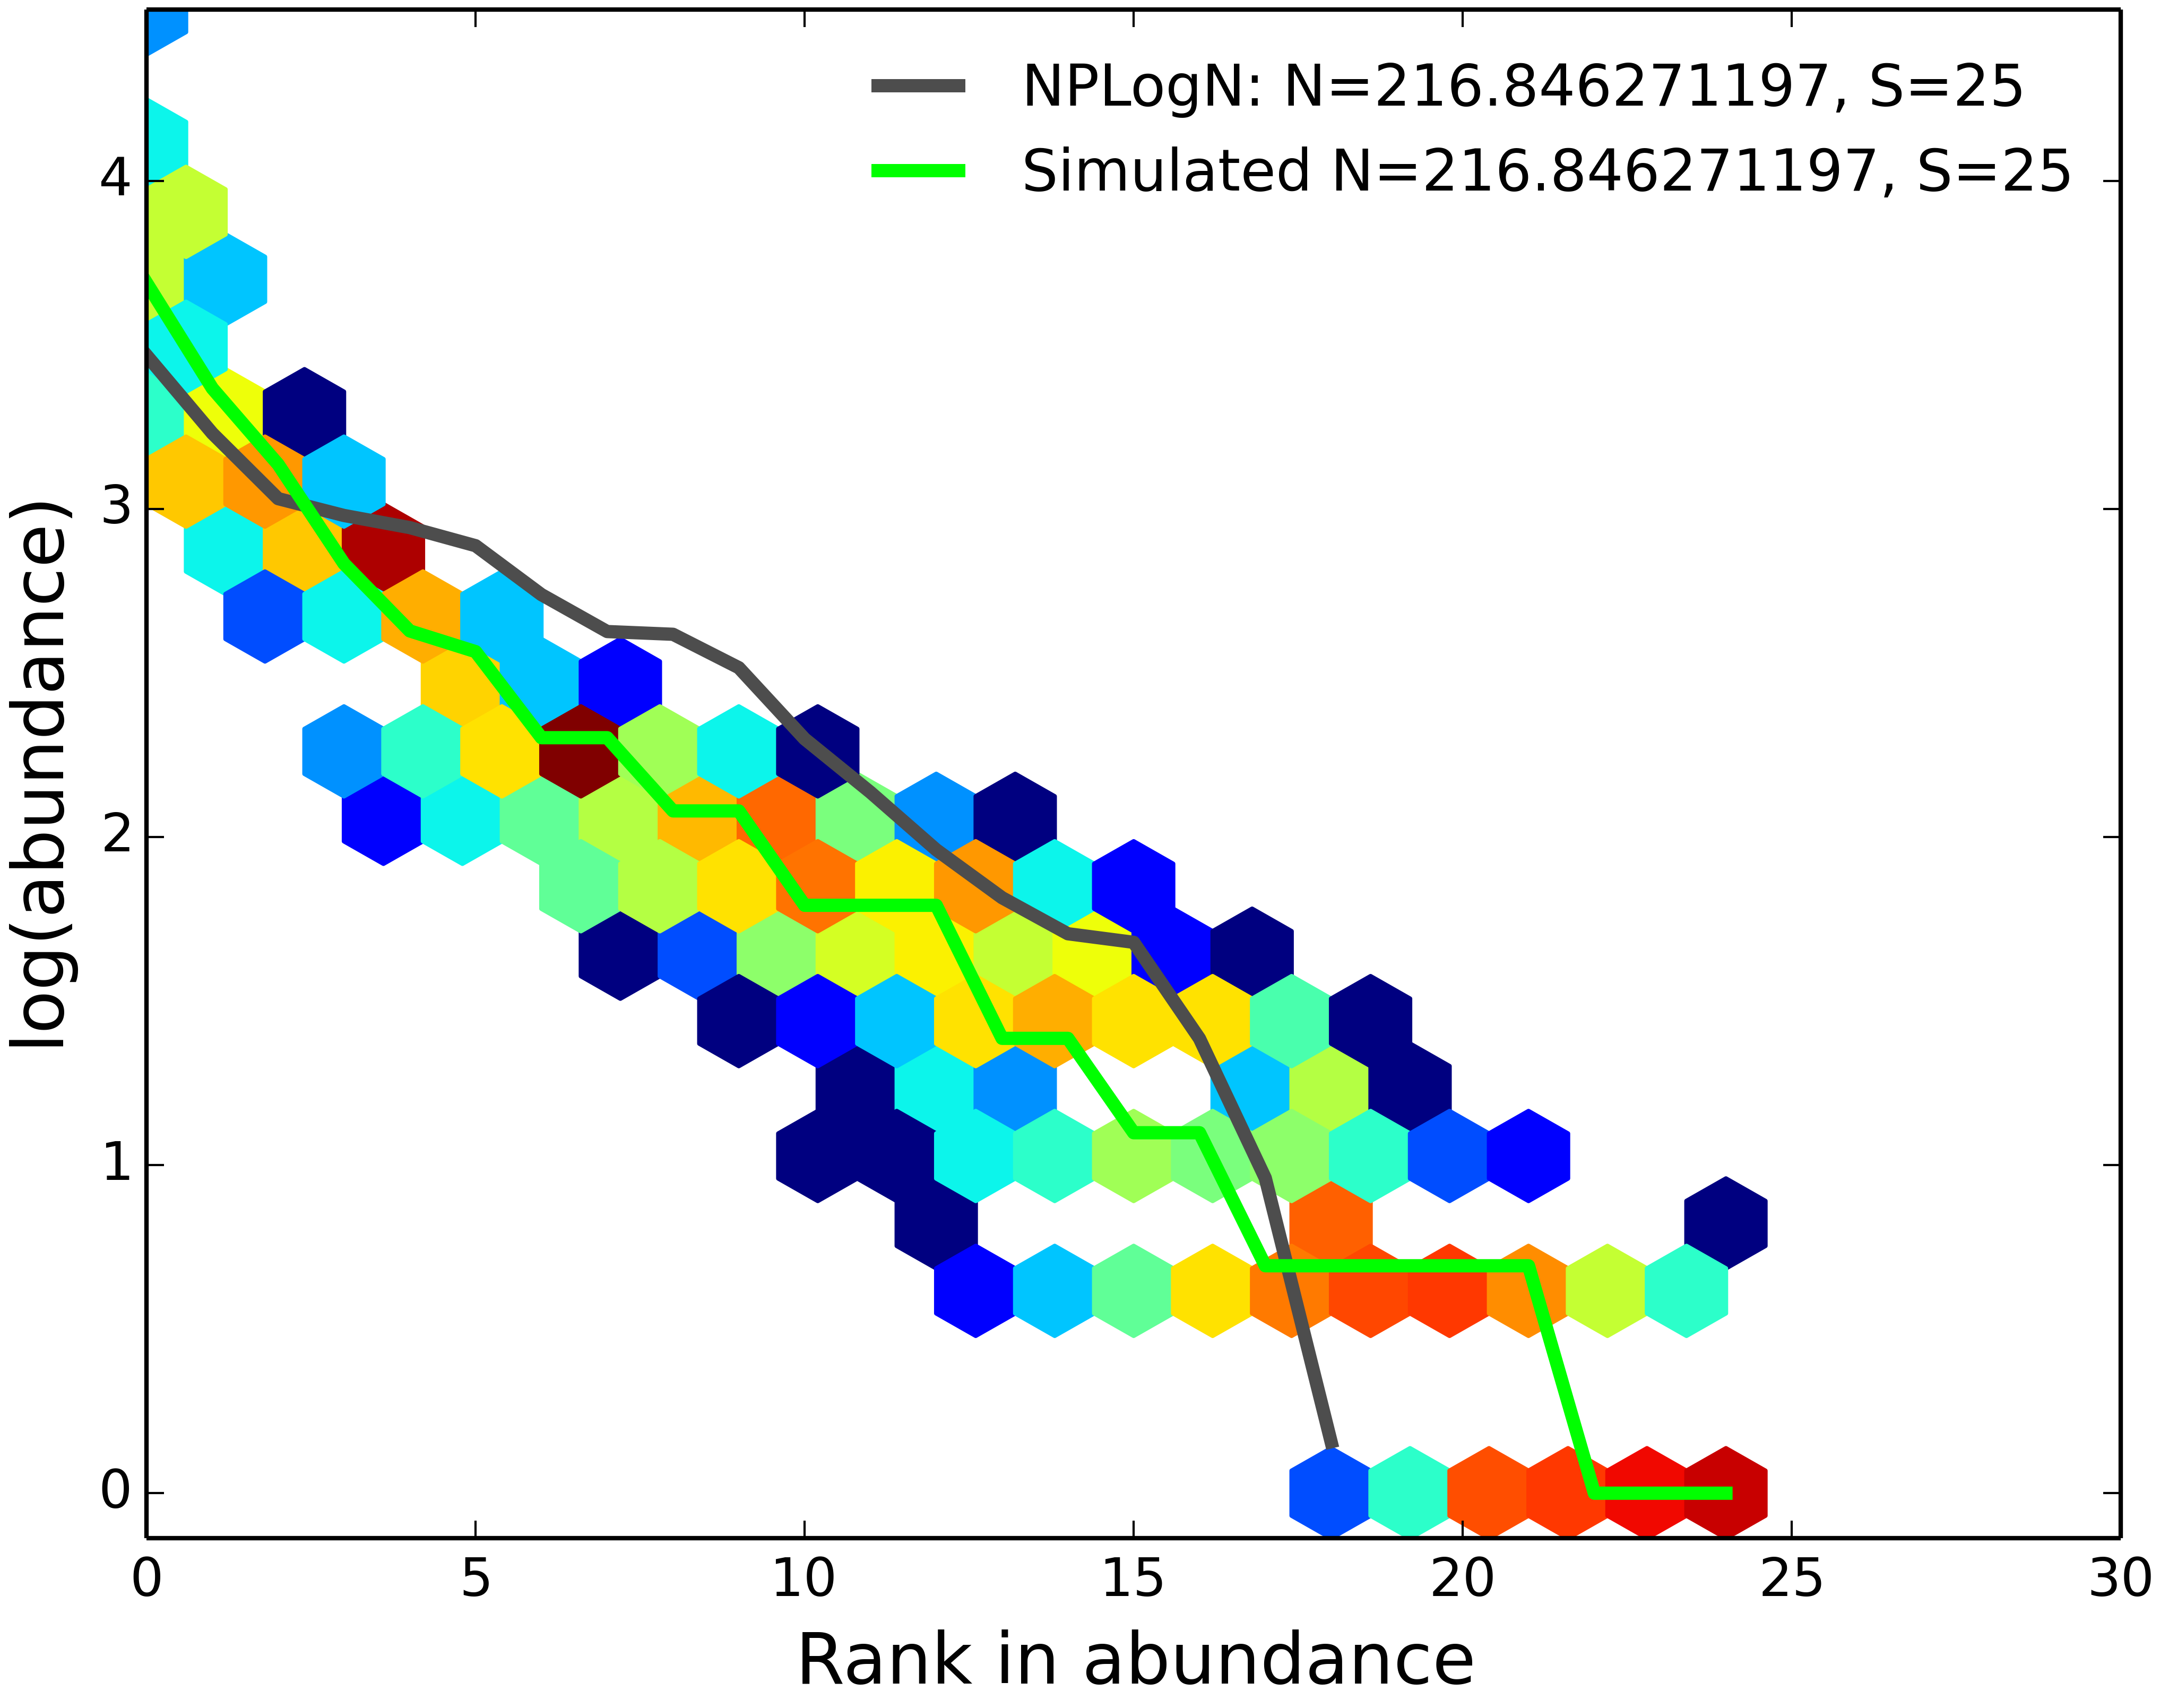 NPLogN: N=216.846271197, S=25
Simulated N=216.846271197, S=25
log(abundance)
4
3
2
1
0
0 5 10 15 20 25 30
Rank in abundance